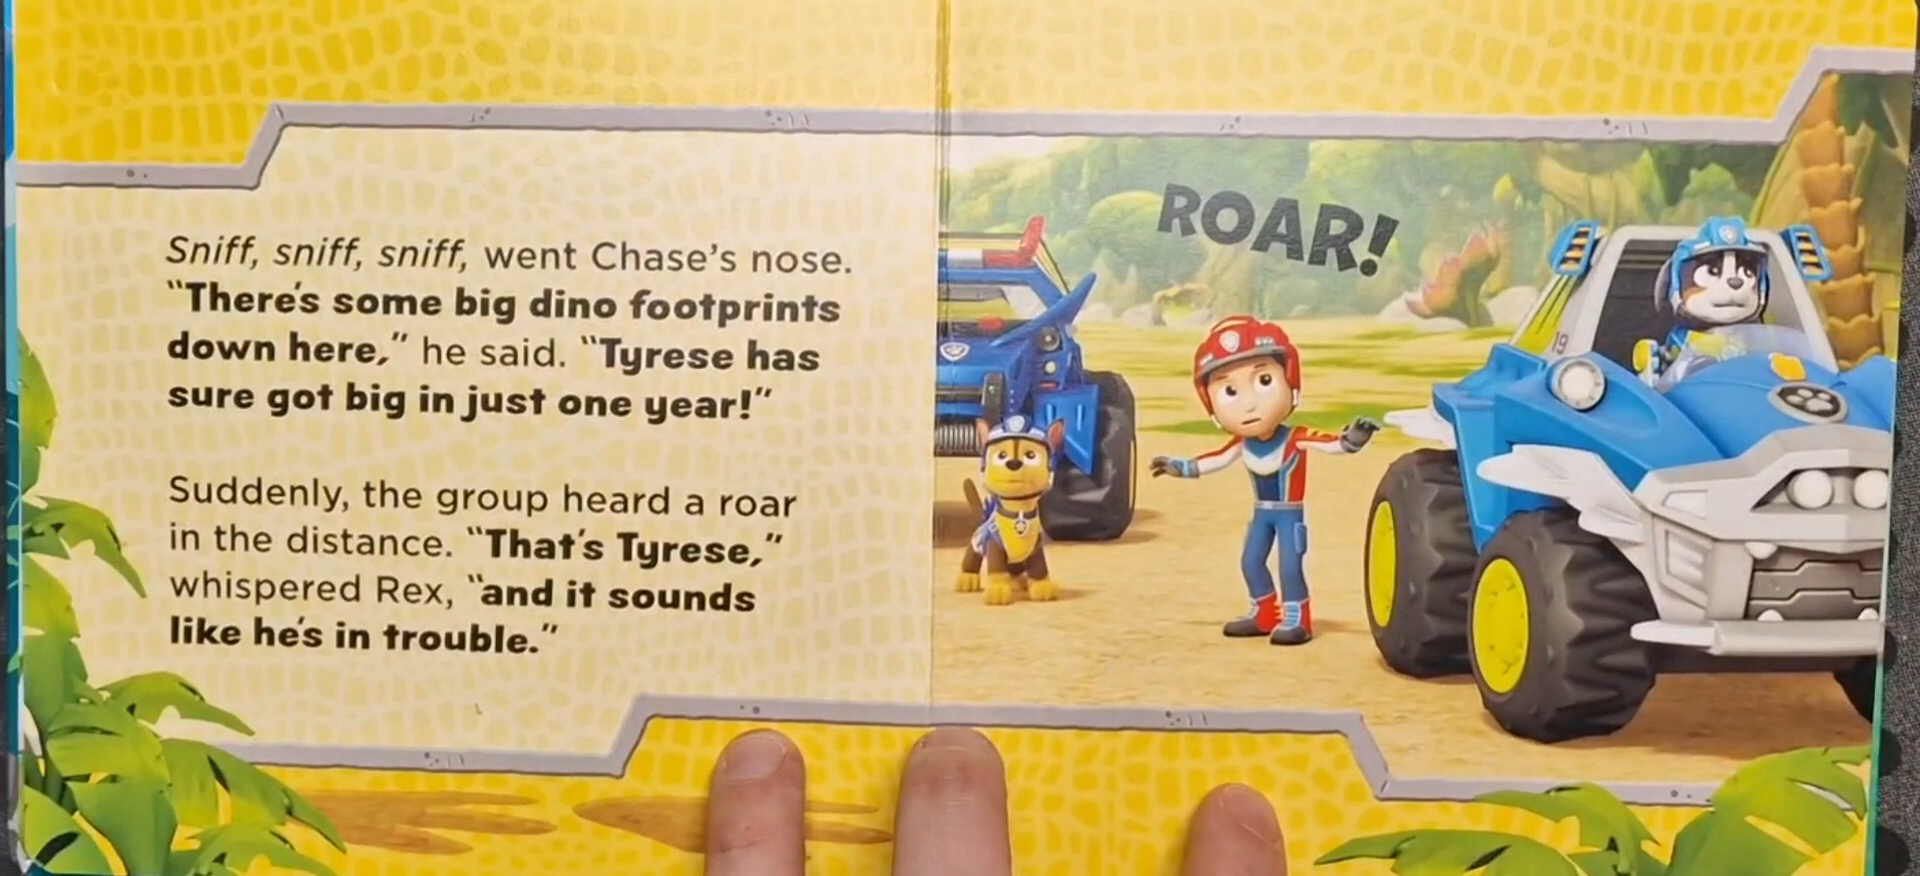 Sniff, sniff, sniff, went Chase's nose.
"There's some big dino footprints
down here," he said. "Tyrese has
sure got big in just one year!"
Suddenly, the group heard a roar
in the distance. "That's Tyrese,"
whispered Rex, "and it sounds
like he's in trouble."
ROAR!
19